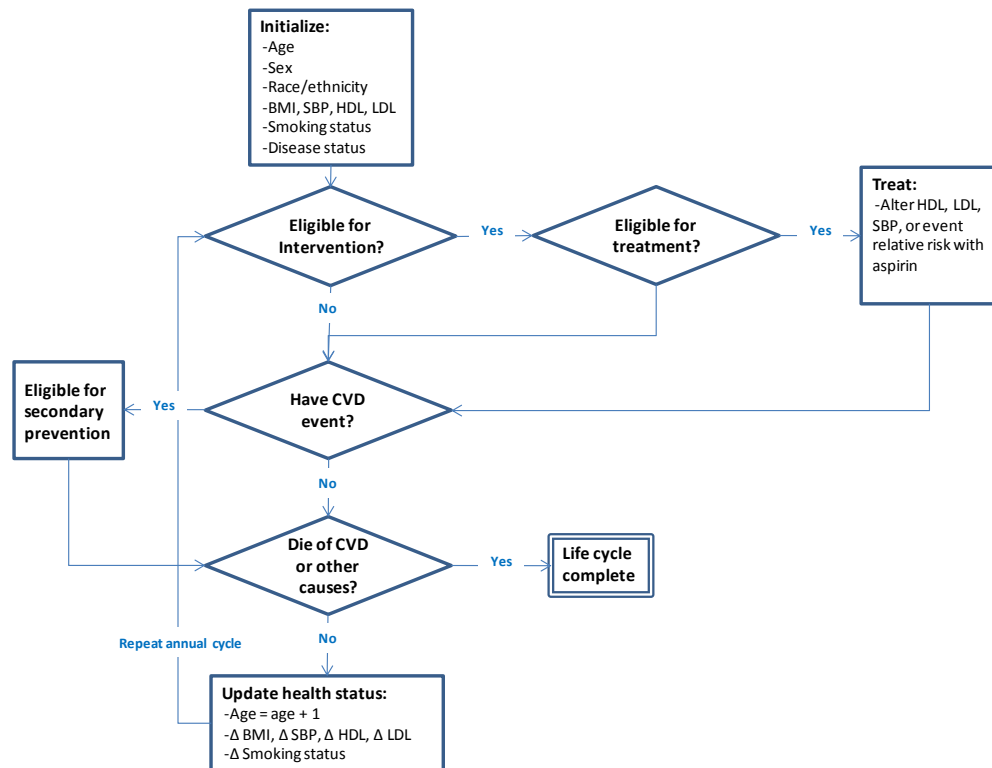 Initialize:
-Age
-Sex
-Race/ethnicity
-BMI, SBP, HDL, LDL
-Smoking status
-Disease status
Eligible for
Intervention?
Yes
Eligible for
treatment?
Yes
Treat:
-Alter HDL, LDL,
SBP, or event
relative risk with
aspirin
No
Eligible for
secondary
prevention
Yes
Have CVD
event?
No
Die of CVD
or other
causes?
Yes
Life cycle
complete
No
Repeat annual cycle
Update health status:
-Age = age + 1
-Δ BMI, Δ SBP, Δ HDL, Δ LDL
-Δ Smoking status